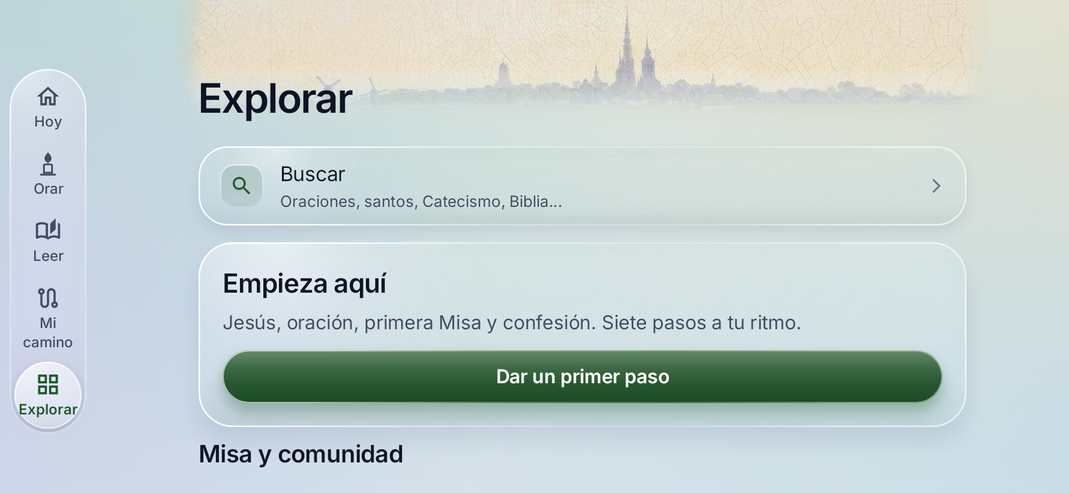 Hoy
Orar
Leer
Mi
camino
Explorar
Explorar
Buscar
Oraciones, santos, Catecismo, Biblia...
Empieza aquí
Jesús, oración, primera Misa y confesión. Siete pasos a tu ritmo.
Dar un primer paso
Misa y comunidad